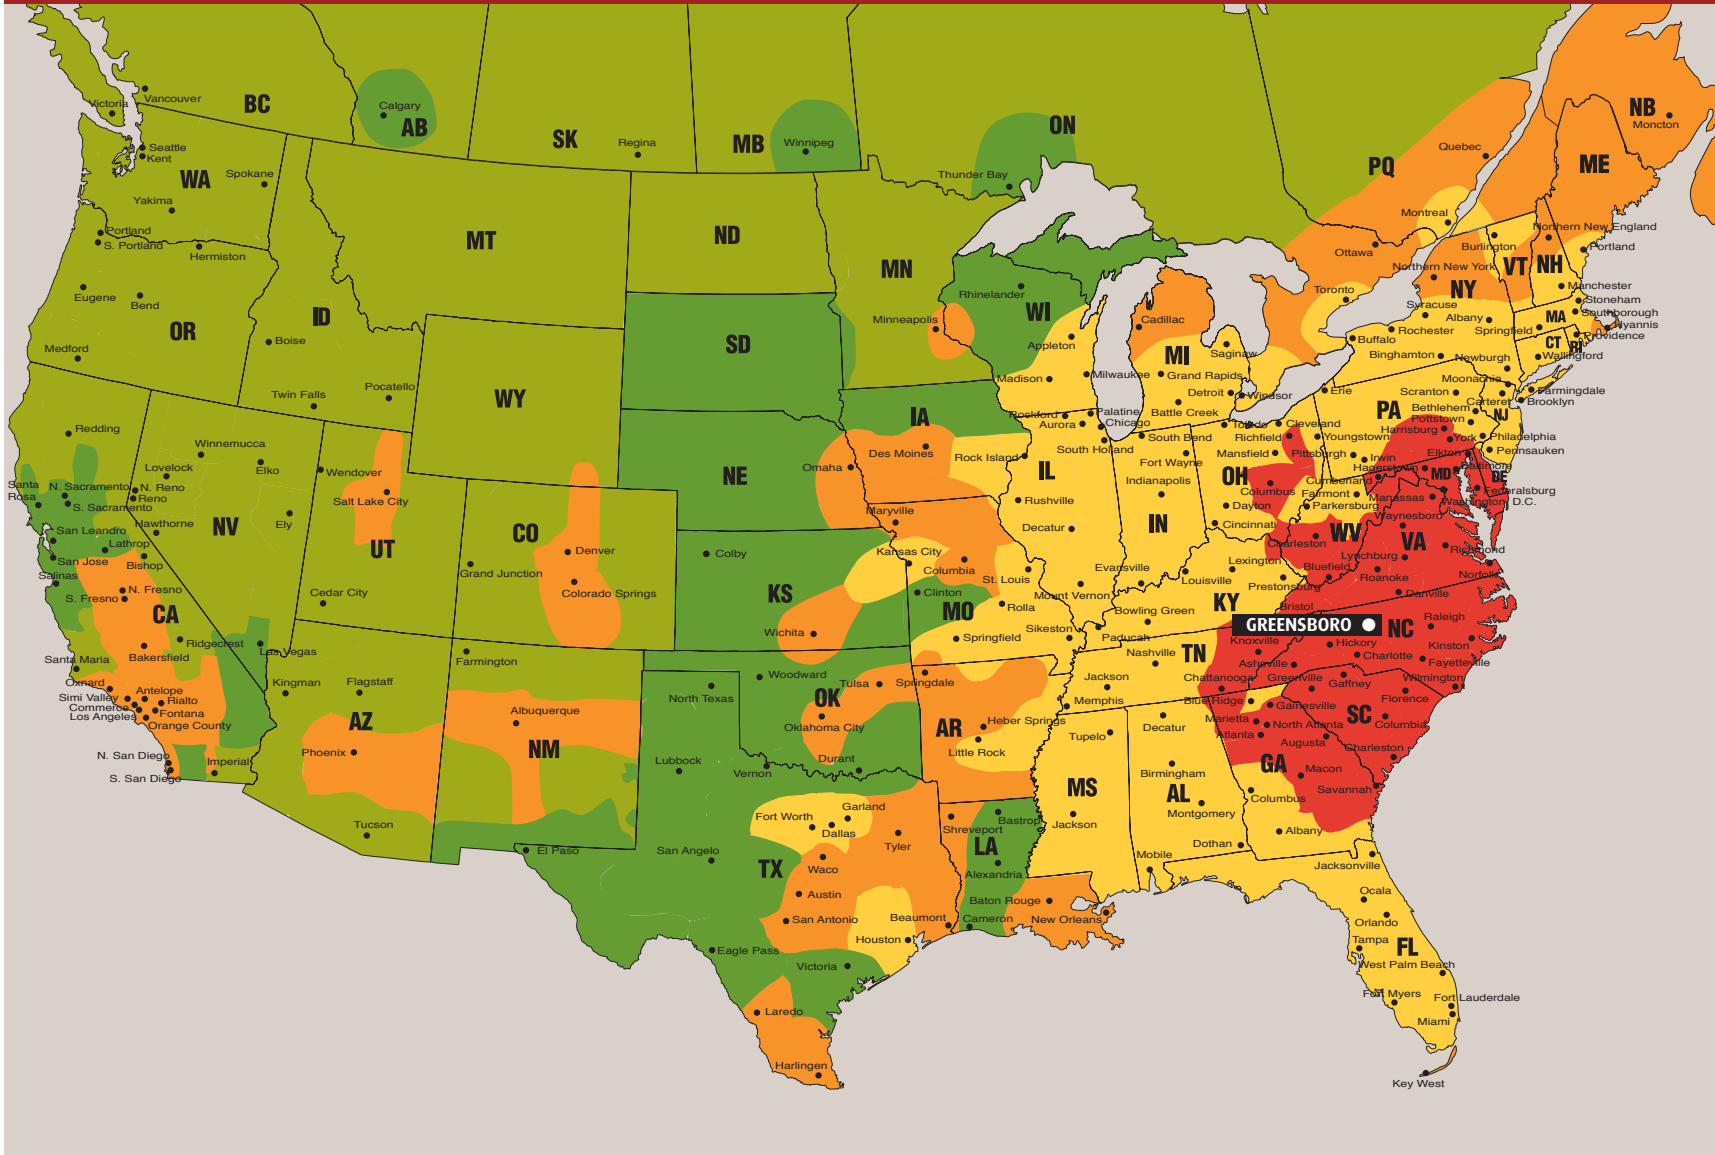 BC
Vancouver
Victoria
Calgary
AB
SK
Regina
MB
Winnipeg
ON
Thunder Bay
PQ
Quebec
Montreal
Ottawa
Toronto
NB
Moncton
ME
Seattle
Kent
WA
Spokane
Yakima
Portland
S. Portland
Hermiston
Eugene
Bend
OR
Medford
ID
Boise
Twin Falls
Pocatello
MT
ND
MN
Minneapolis
SD
WY
WI
Rhinelander
Appleton
Madison
Milwaukee
MI
Cadillac
Saginaw
Grand Rapids
Detroit
Windsor
Battle Creek
Northern New England
Portland
Burlington
VT
NH
Northern New York
NY
Syracuse
Albany
Rochester
Buffalo
Binghamton
Newburgh
Manchester
Stoneham
Southborough
Hyannis
Providence
MA
Springfield
CT
RI
Wallingford
Moonachie
Farmingdale
Brooklyn
Carteret
NJ
Erie
PA
Scranton
Bethlehem
Pottstown
Harrisburg
York
Philadelphia
Pennsauken
Elkton
Pittsburgh
Irwin
Hagerstown
MD
Baltimore
DE
Federalsburg
Washington, D.C.
Cumberland
Fairmont
Manassas
Parkersburg
Redding
Winnemucca
Lovelock
Elko
N. Reno
Reno
Santa
Rosa
N. Sacramento
S. Sacramento
Hawthorne
San Leandro
Lathrop
San Jose
Bishop
Salinas
N. Fresno
S. Fresno
CA
NV
Ely
Wendover
Salt Lake City
UT
Cedar City
Las Vegas
Ridgecrest
Bakersfield
Santa Maria
Oxnard
Simi Valley
Antelope
Commerce
Rialto
Los Angeles
Fontana
Orange County
N. San Diego
S. San Diego
Imperial
Kingman
Flagstaff
AZ
Phoenix
Tucson
CO
Denver
Grand Junction
Colorado Springs
Farmington
Albuquerque
NM
El Paso
NE
Omaha
IA
Des Moines
Rock Island
Colby
KS
Wichita
Maryville
Kansas City
Columbia
Clinton
MO
St. Louis
Rolla
Springfield
Sikeston
Rockford
Aurora
Palatine
Chicago
South Holland
IL
Rushville
Decatur
Mount Vernon
South Bend
Fort Wayne
Indianapolis
IN
Evansville
Toledo
Cleveland
Richfield
Youngstown
Mansfield
OH
Columbus
Dayton
Cincinnati
WV
Charleston
Bluefield
Waynesboro
VA
Richmond
Lynchburg
Roanoke
Norfolk
Danville
Lexington
Louisville
Prestonsburg
KY
Bowling Green
Paducah
Bristol
GREENSBORO
NC
Raleigh
Hickory
Kinston
Charlotte
Fayetteville
Wilmington
Asheville
Knoxville
TN
Nashville
Jackson
Memphis
Chattanooga
Greenville
Gaffney
Florence
SC
Columbia
Charleston
Blue Ridge
Gainesville
Marietta
North Atlanta
Atlanta
Augusta
GA
Macon
Savannah
Columbus
Albany
Woodward
North Texas
OK
Tulsa
Oklahoma City
Durant
Springdale
AR
Heber Springs
Little Rock
Lubbock
Vernon
Fort Worth
Garland
Dallas
Tyler
San Angelo
TX
Waco
Austin
San Antonio
Beaumont
Houston
Eagle Pass
Victoria
Laredo
Harlingen
Shreveport
Bastrop
LA
Alexandria
Baton Rouge
Cameron
New Orleans
Tupelo
MS
Jackson
Decatur
Birmingham
AL
Montgomery
Dothan
Mobile
Jacksonville
Ocala
Orlando
Tampa
FL
West Palm Beach
Fort Myers
Fort Lauderdale
Miami
Key West